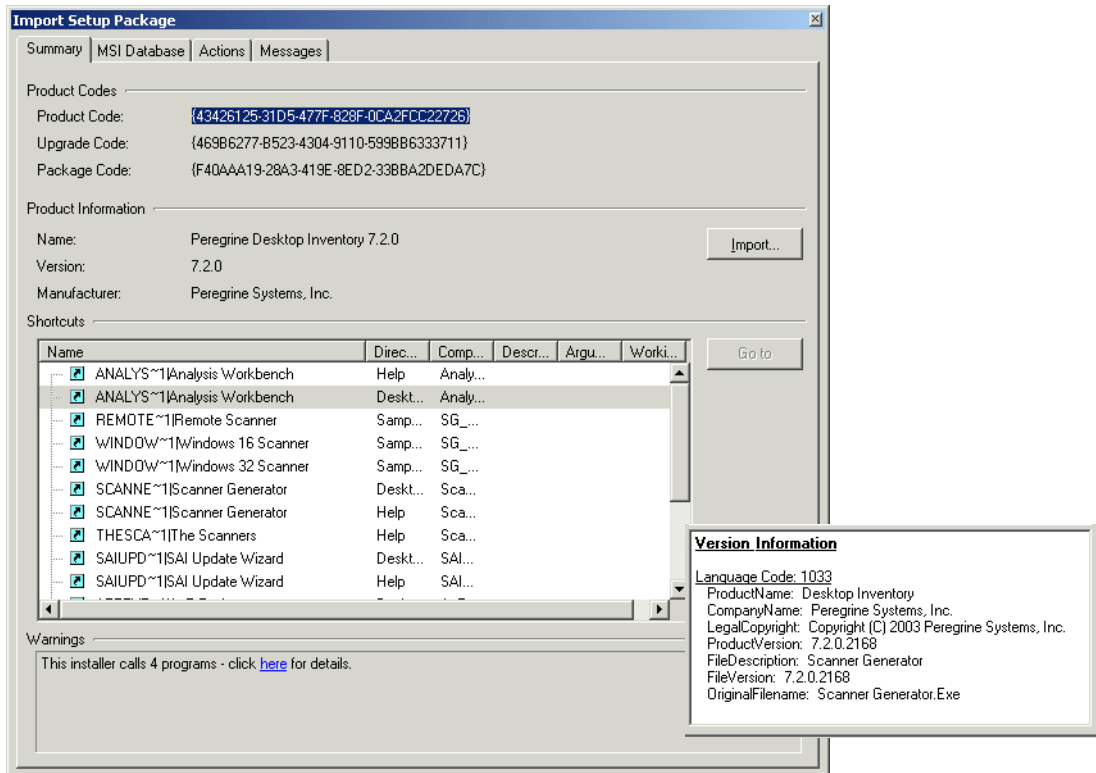 Import Setup Package
Summary MSI Database Actions Messages
Product Codes
Product Code: {43426125-31D5-477F-828F-0CA2FCC22726}
Upgrade Code: {469B6277-B523-4304-9110-599BB6333711}
Package Code: {F40AAA19-28A3-419E-8ED2-33BBA2DEDA7C}
Product Information
Name: Peregrine Desktop Inventory 7.2.0
Import...
Version: 7.2.0
Manufacturer: Peregrine Systems, Inc.
Shortcuts
Name Direc... Comp... Descr... Argu... Worki...
Go to
ANALYS~1|Analysis Workbench Help Analy...
ANALYS~1|Analysis Workbench Deskt... Analy...
REMOTE~1|Remote Scanner Samp... SG_...
WINDOW~1|Windows 16 Scanner Samp... SG_...
WINDOW~1|Windows 32 Scanner Samp... SG_...
SCANNE~1|Scanner Generator Deskt... Sca...
SCANNE~1|Scanner Generator Help Sca...
THESCA~1|The Scanners Help Sca...
SAIUPD~1|SAI Update Wizard Deskt... SAI...
SAIUPD~1|SAI Update Wizard Help SAI...
Warnings
This installer calls 4 programs - click here for details.
Version Information
Language Code: 1033
ProductName: Desktop Inventory
CompanyName: Peregrine Systems, Inc.
LegalCopyright: Copyright (C) 2003 Peregrine Systems, Inc.
ProductVersion: 7.2.0.2168
FileDescription: Scanner Generator
FileVersion: 7.2.0.2168
OriginalFilename: Scanner Generator.Exe